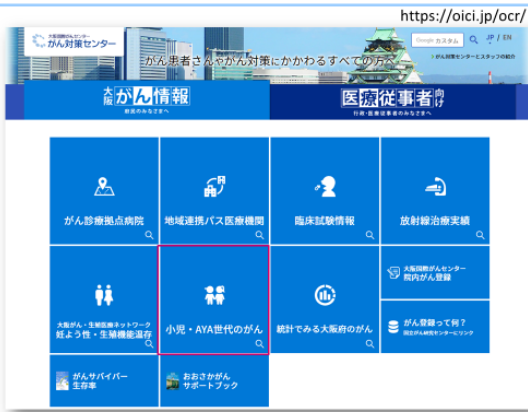 https://oici.jp/ocr/
大阪国際がんセンター
がん対策センター
Google カスタム
JP / EN
がん患者さんやがん対策にかかわるすべての方へ
がん対策センターとスタッフの紹介
大阪がん情報
府民のみなさまへ
医療従事者向け
行政・医療従事者のみなさまへ
がん診療拠点病院
地域連携パス医療機関
臨床試験情報
放射線治療実績
大阪がん・生殖医療ネットワーク
妊よう性・生殖機能温存
小児・AYA世代のがん
統計でみる大阪府のがん
大阪国際がんセンター
院内がん登録
がん登録って何？
国立がん研究センターにリンク
がんサバイバー
生存率
おおさかがん
サポートブック